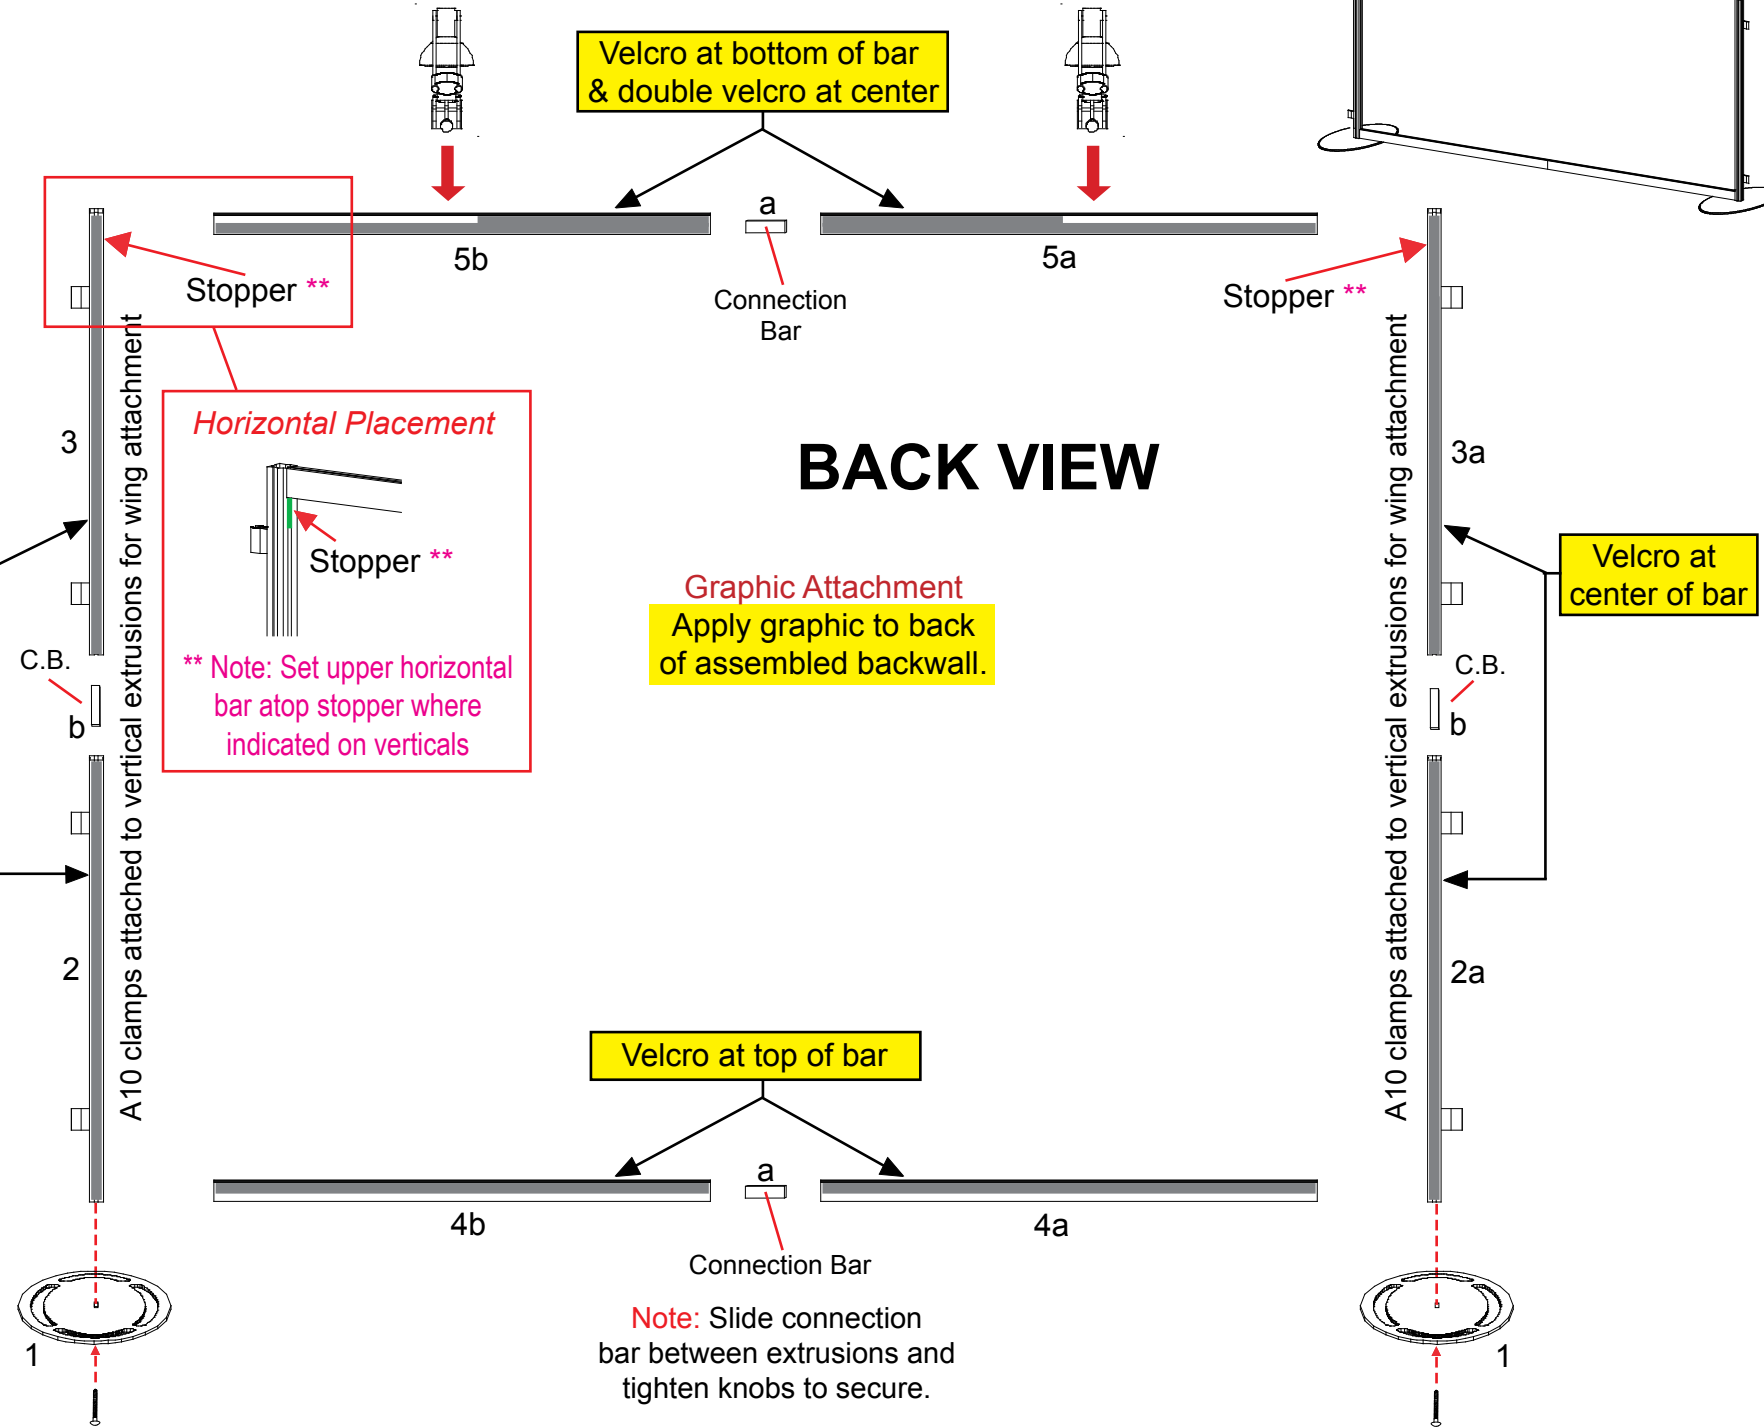 Velcro at bottom of bar
& double velcro at center
a
5b
5a
Connection
Bar
Stopper **
Stopper **
A10 clamps attached to vertical extrusions for wing attachment
A10 clamps attached to vertical extrusions for wing attachment
3
3a
Horizontal Placement
Stopper **
** Note: Set upper horizontal
bar atop stopper where
indicated on verticals
BACK VIEW
Graphic Attachment
Apply graphic to back
of assembled backwall.
Velcro at
center of bar
C.B.
b
C.B.
b
2
2a
Velcro at top of bar
a
4b
4a
Connection Bar
Note: Slide connection
bar between extrusions and
tighten knobs to secure.
1
1